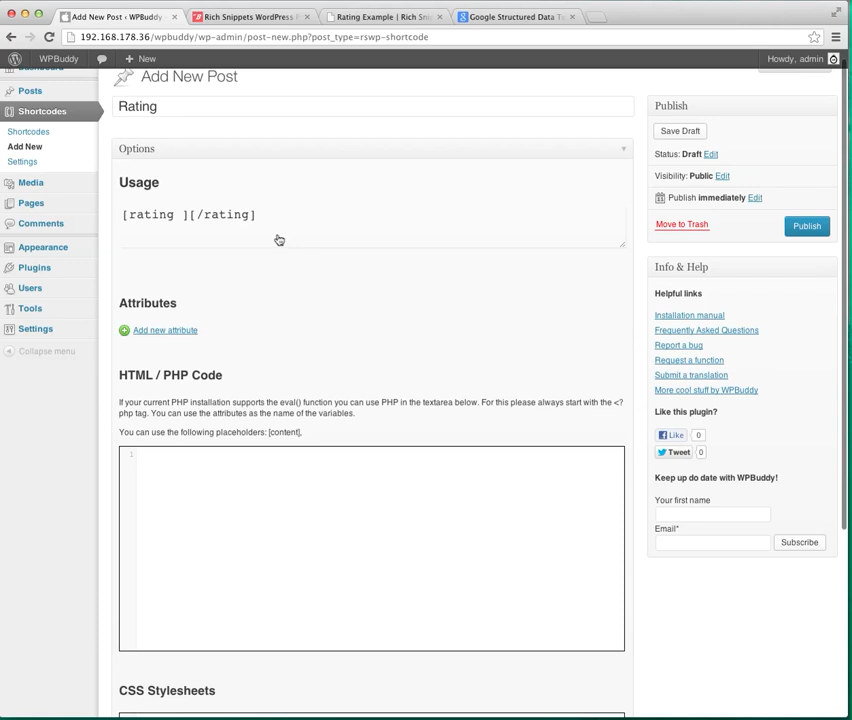 Add New Post ‹ WPBuddy
Rich Snippets WordPress
Rating Example | Rich Snip
Google Structured Data T
192.168.178.36/wpbuddy/wp-admin/post-new.php?post_type=rswp-shortcode
WPBuddy
+ New
Howdy, admin
Dashboard
Posts
Shortcodes
Shortcodes
Add New
Settings
Media
Pages
Comments
Appearance
Plugins
Users
Tools
Settings
Collapse menu
Add New Post
Rating
Options
Usage
[rating ][/rating]
Attributes
Add new attribute
HTML / PHP Code
If your current PHP installation supports the eval() function you can use PHP in the textarea below. For this please always start with the <?
php tag. You can use the attributes as the name of the variables.
You can use the following placeholders: [content],
1
CSS Stylesheets
Publish
Save Draft
Status: Draft Edit
Visibility: Public Edit
Publish immediately Edit
Move to Trash
Publish
Info & Help
Helpful links
Installation manual
Frequently Asked Questions
Report a bug
Request a function
Submit a translation
More cool stuff by WPBuddy
Like this plugin?
Like 0
Tweet 0
Keep up do date with WPBuddy!
Your first name
Email*
Subscribe